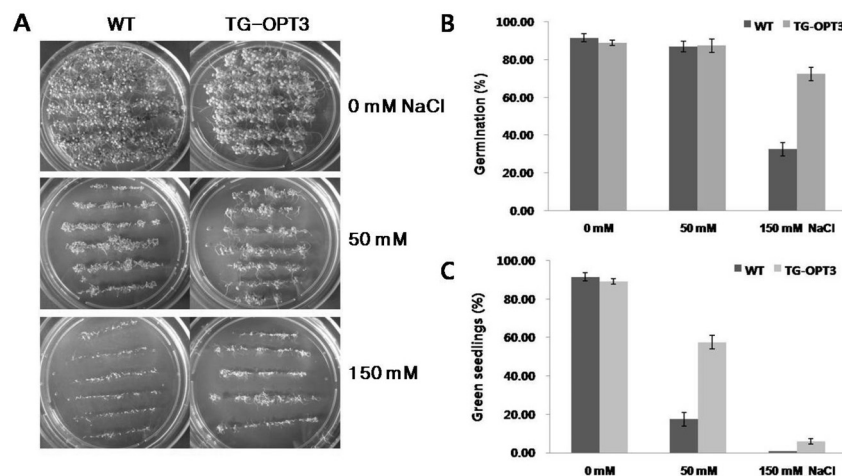 A
WT TG-OPT3
0 mM NaCl
50 mM
150 mM
B
WT TG-OPT3
Germination (%)
100.00
80.00
60.00
40.00
20.00
0.00
0 mM 50 mM 150 mM NaCl
C
WT TG-OPT3
Green seedlings (%)
100.00
80.00
60.00
40.00
20.00
0.00
0 mM 50 mM 150 mM NaCl